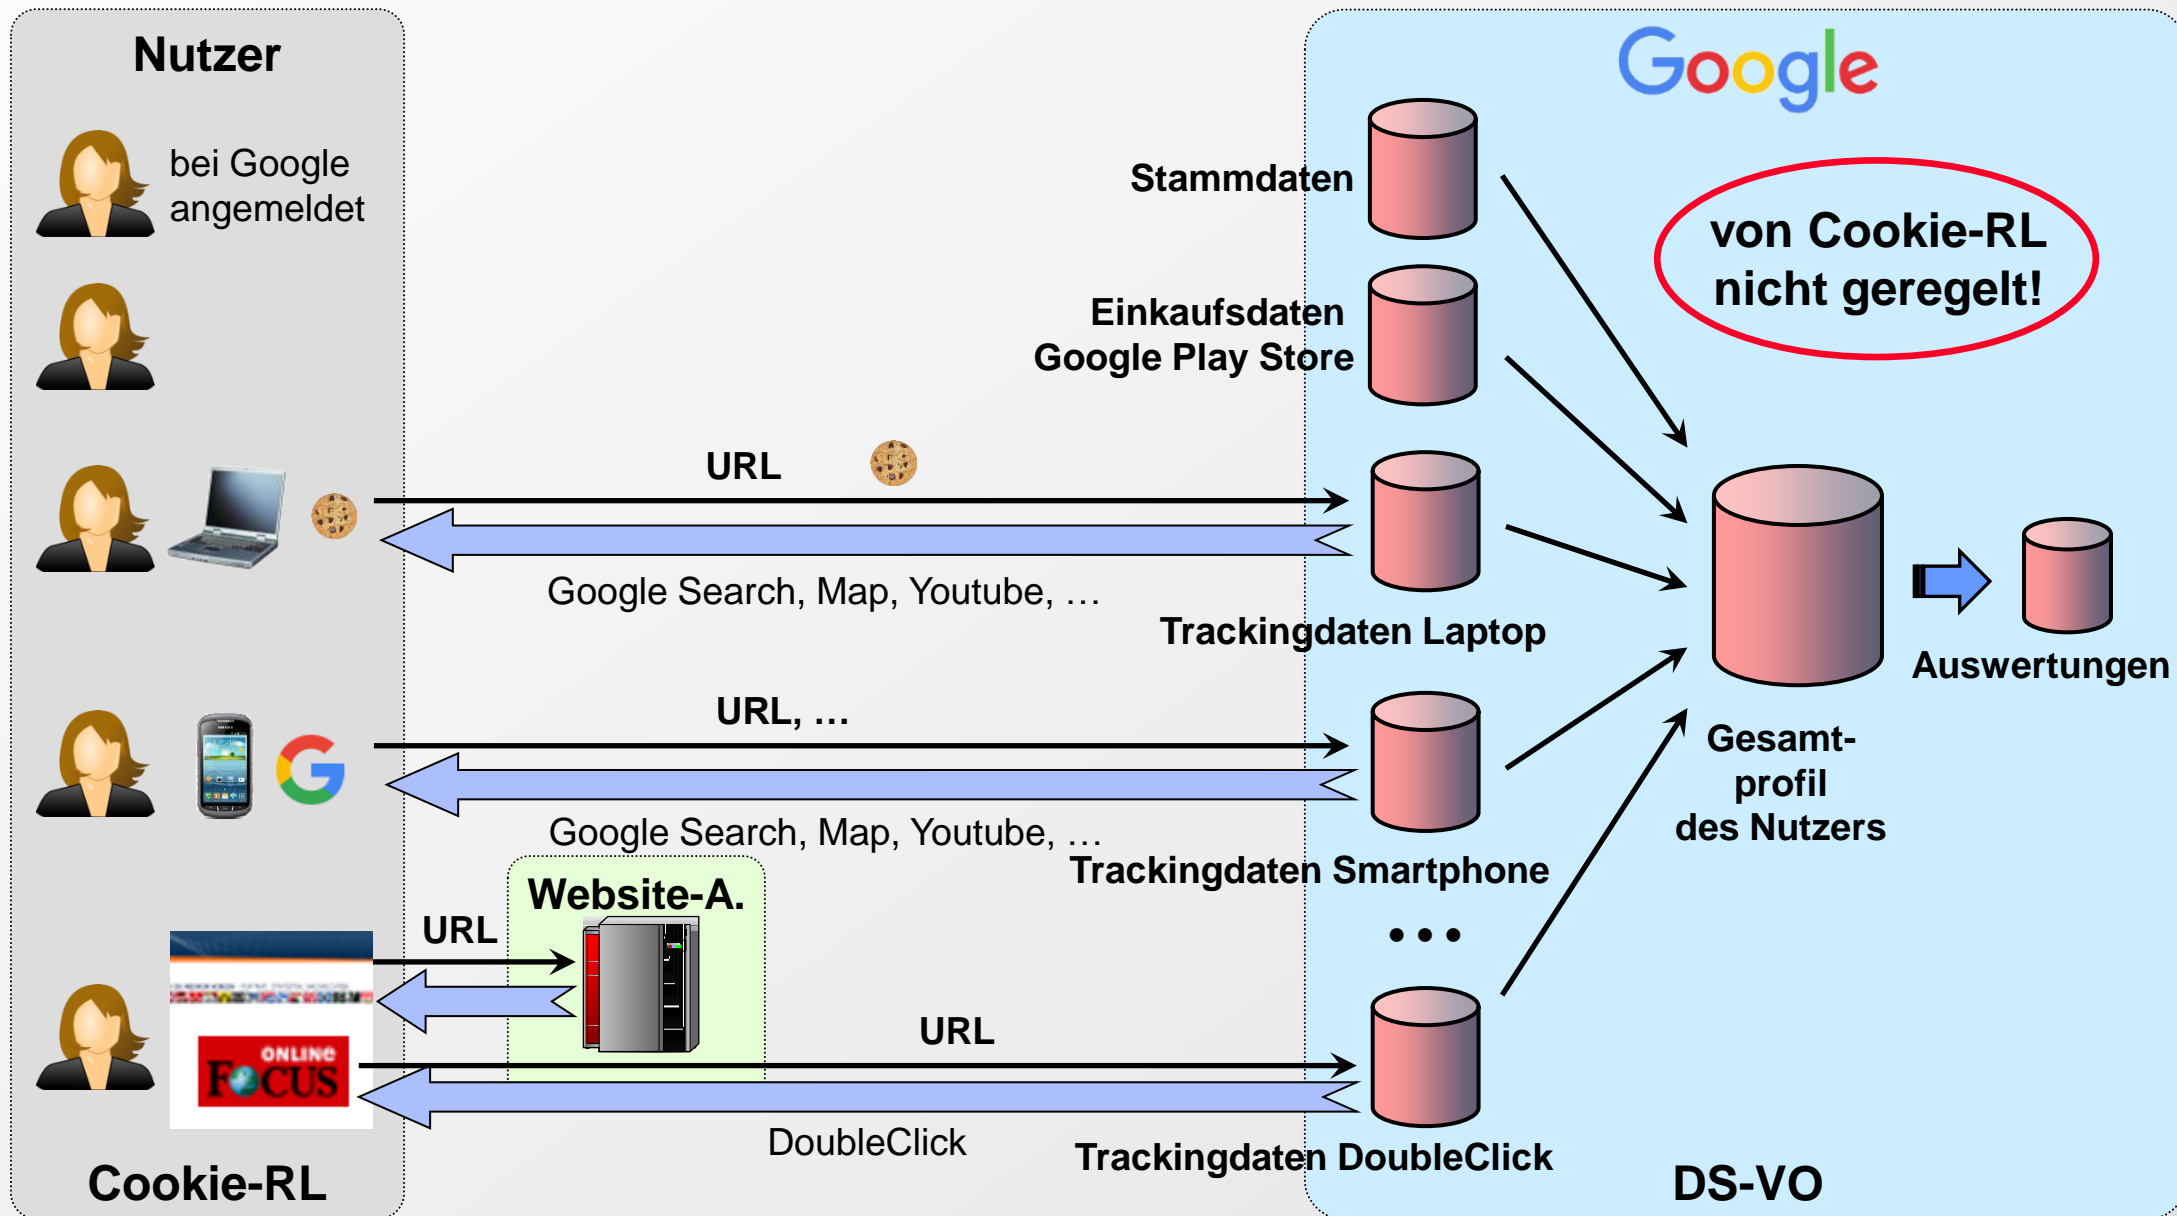 Nutzer
Google
bei Google
angemeldet
Stammdaten
von Cookie-RL
nicht geregelt!
Einkaufsdaten
Google Play Store
URL
Google Search, Map, Youtube, …
Trackingdaten Laptop
Auswertungen
URL, …
Gesamt-
profil
des Nutzers
Google Search, Map, Youtube, …
Trackingdaten Smartphone
Website-A.
URL
...
ONLINE
FOCUS
URL
DoubleClick
Trackingdaten DoubleClick
Cookie-RL
DS-VO